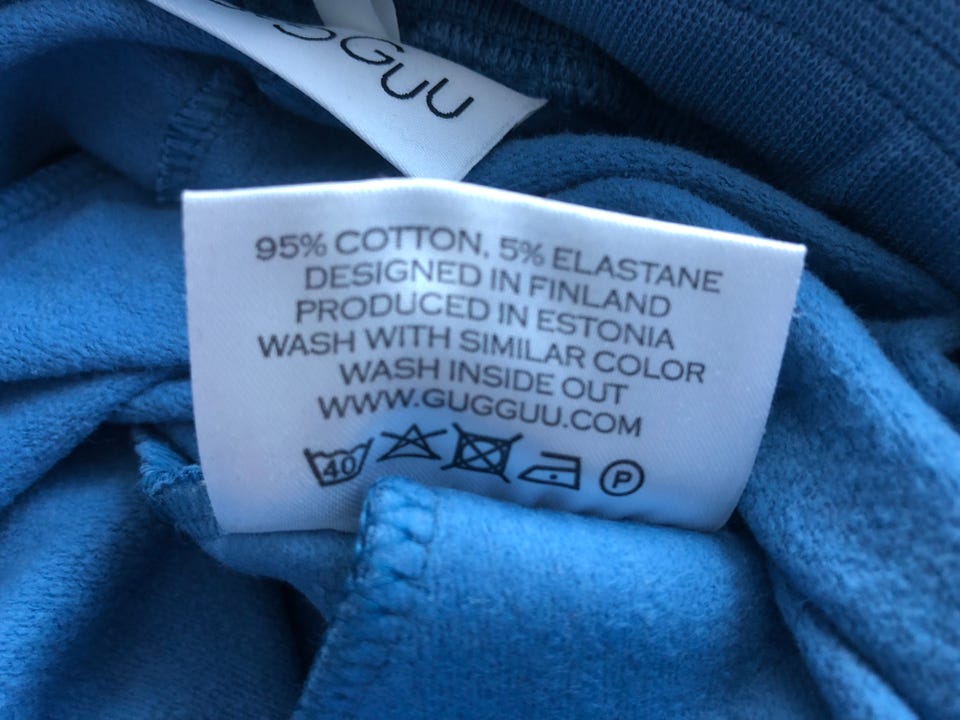 GUU
95% COTTON, 5% ELASTANE
DESIGNED IN FINLAND
PRODUCED IN ESTONIA
WASH WITH SIMILAR COLOR
WASH INSIDE OUT
WWW.GUGGUU.COM
40 P